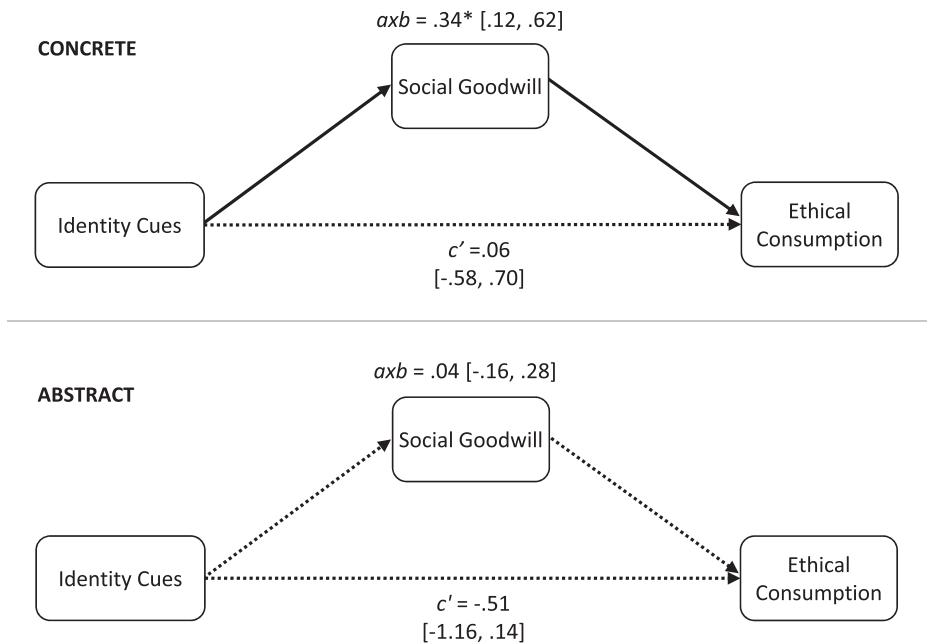 axb = .34* [.12, .62]
CONCRETE
Social Goodwill
Identity Cues
Ethical
Consumption
c′ =.06
[-.58, .70]
axb = .04 [-.16, .28]
ABSTRACT
Social Goodwill
Identity Cues
Ethical
Consumption
c' = -.51
[-1.16, .14]